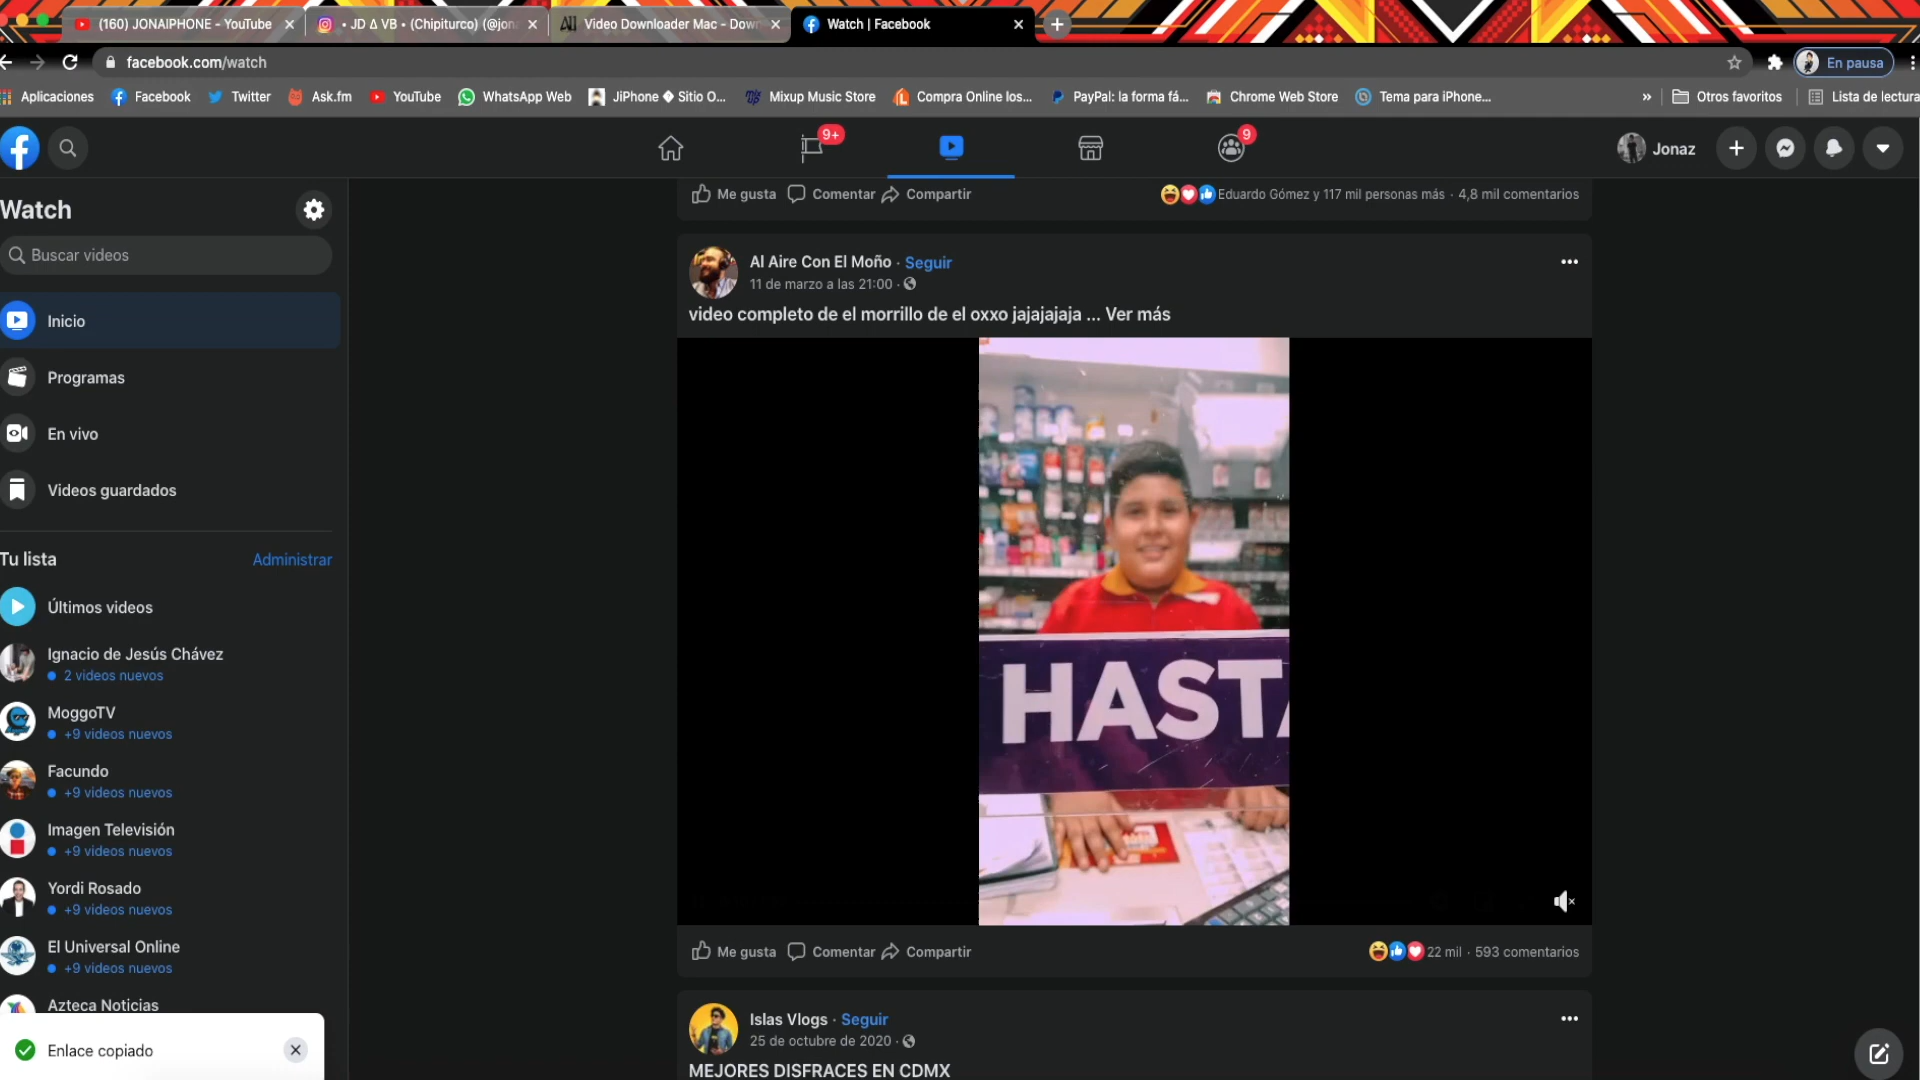 (160) JONAIPHONE - YouTube
• JD Δ VB • (Chipiturco) (@jon
Video Downloader Mac - Dow
Watch | Facebook
facebook.com/watch
En pausa
Aplicaciones
Facebook
Twitter
Ask.fm
YouTube
WhatsApp Web
JiPhone � Sitio O...
Mixup Music Store
Compra Online los...
PayPal: la forma fá...
Chrome Web Store
Tema para iPhone...
»
Otros favoritos
Lista de lectura
9+
9
Jonaz
Watch
Buscar videos
Inicio
Programas
En vivo
Videos guardados
Tu lista
Administrar
Últimos videos
Ignacio de Jesús Chávez
2 videos nuevos
MoggoTV
+9 videos nuevos
Facundo
+9 videos nuevos
Imagen Televisión
+9 videos nuevos
Yordi Rosado
+9 videos nuevos
El Universal Online
+9 videos nuevos
Azteca Noticias
Enlace copiado
Me gusta
Comentar
Compartir
Eduardo Gómez y 117 mil personas más · 4,8 mil comentarios
Al Aire Con El Moño · Seguir
11 de marzo a las 21:00 ·
video completo de el morrillo de el oxxo jajajajaja ... Ver más
HASTA
Me gusta
Comentar
Compartir
22 mil · 593 comentarios
Islas Vlogs · Seguir
25 de octubre de 2020 ·
MEJORES DISFRACES EN CDMX